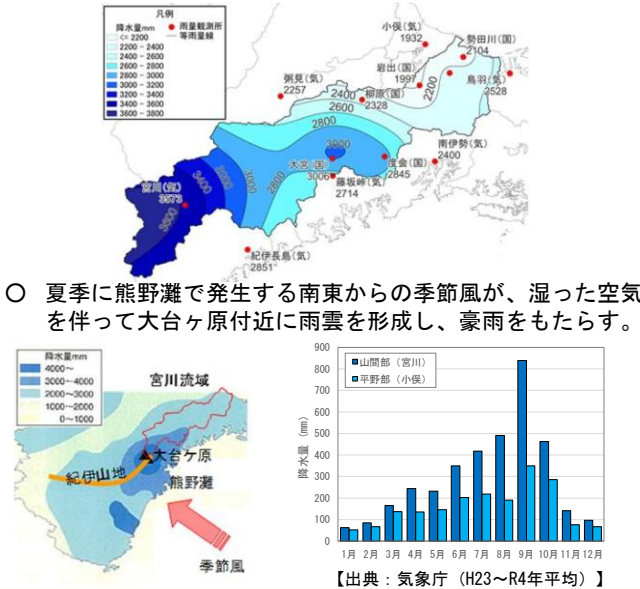 凡例
降水量mm
<= 2200
2200 - 2400
2400 - 2600
2600 - 2800
2800 - 3000
3000 - 3200
3200 - 3400
3400 - 3600
3600 - 3800
雨量観測所
等雨量線
小俣(気)
1932
勢田川(国)
2104
岩出(国)
1997
2200
鳥羽(気)
2528
粥見(気)
2257
2400
柳原(国)
2328
2600
2800
南伊勢(気)
2400
3000
大宮(国)
3006
度会(国)
2845
藤坂峠(気)
2714
宮川(気)
3573
3400
3000
2800
3600
紀伊長島(気)
2851
○ 夏季に熊野灘で発生する南東からの季節風が、湿った空気
を伴って大台ヶ原付近に雨雲を形成し、豪雨をもたらす。
降水量mm
4000～
3000～4000
2000～3000
1000～2000
0～1000
宮川流域
大台ケ原
紀伊山地
熊野灘
季節風
降水量 (mm)
900
800
700
600
500
400
300
200
100
0
山間部（宮川）
平野部（小俣）
1月 2月 3月 4月 5月 6月 7月 8月 9月 10月 11月 12月
【出典：気象庁（H23～R4年平均）】